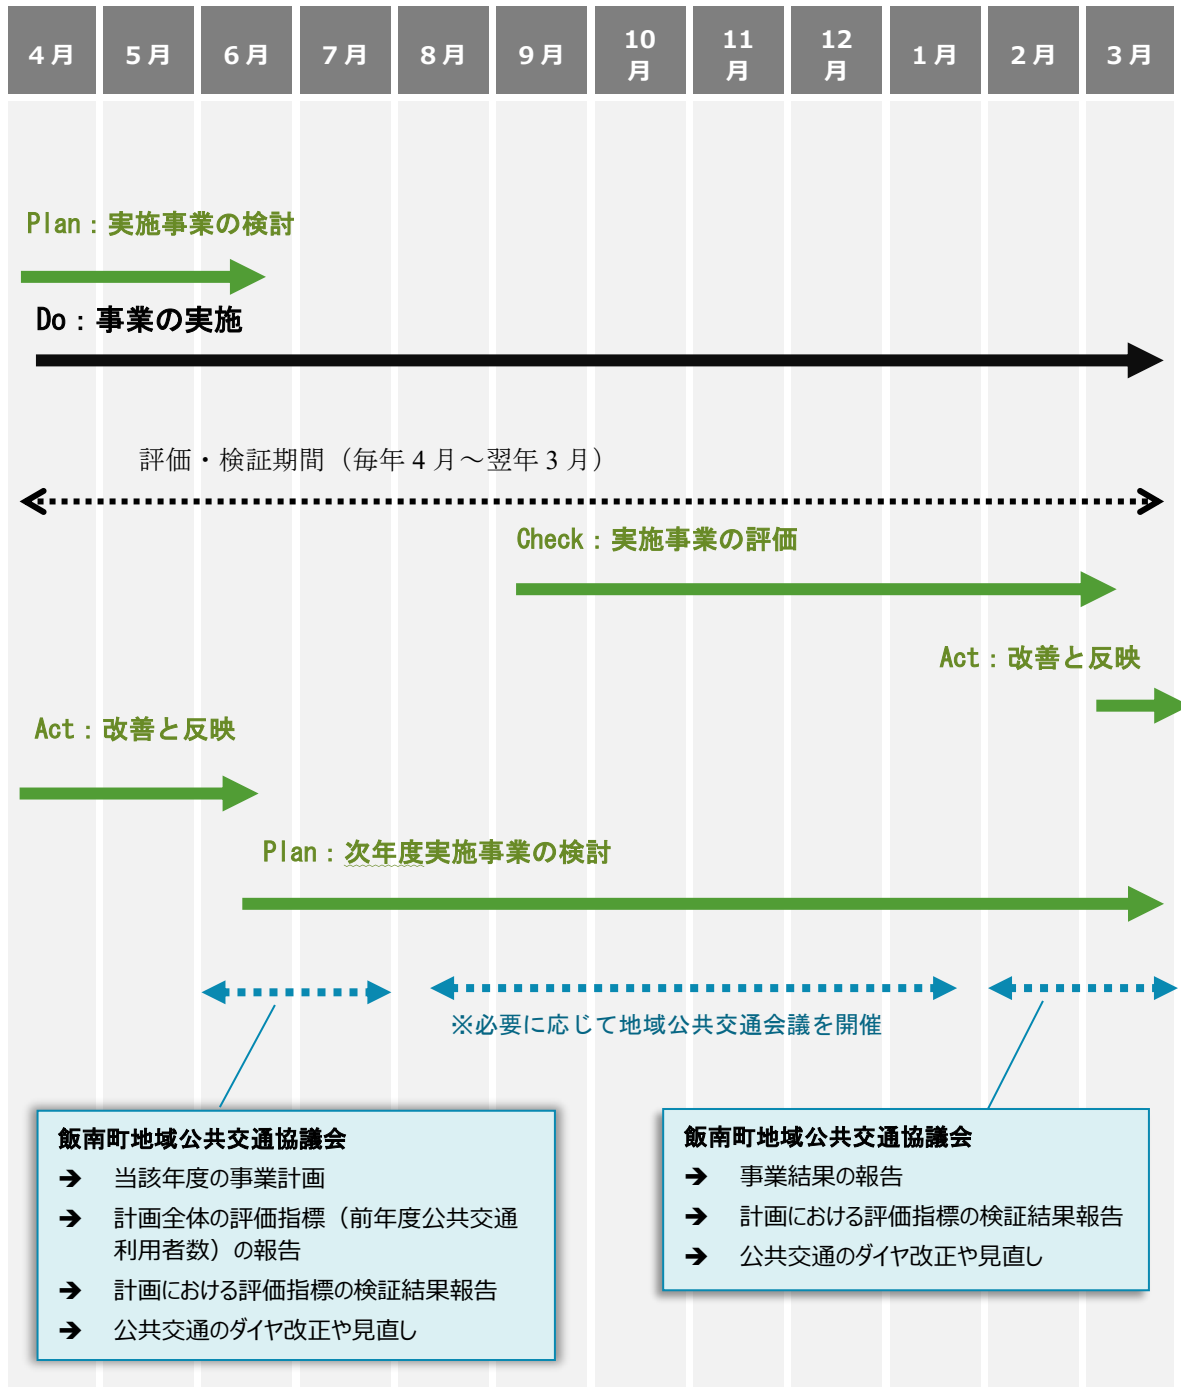 4月
5月
6月
7月
8月
9月
10
月
11
月
12
月
1月
2月
3月
Plan：実施事業の検討
Do：事業の実施
評価・検証期間（毎年4月～翌年3月）
Check：実施事業の評価
Act：改善と反映
Act：改善と反映
Plan：次年度実施事業の検討
※必要に応じて地域公共交通会議を開催
飯南町地域公共交通協議会
➔ 当該年度の事業計画
➔ 計画全体の評価指標（前年度公共交通
利用者数）の報告
➔ 計画における評価指標の検証結果報告
➔ 公共交通のダイヤ改正や見直し
飯南町地域公共交通協議会
➔ 事業結果の報告
➔ 計画における評価指標の検証結果報告
➔ 公共交通のダイヤ改正や見直し